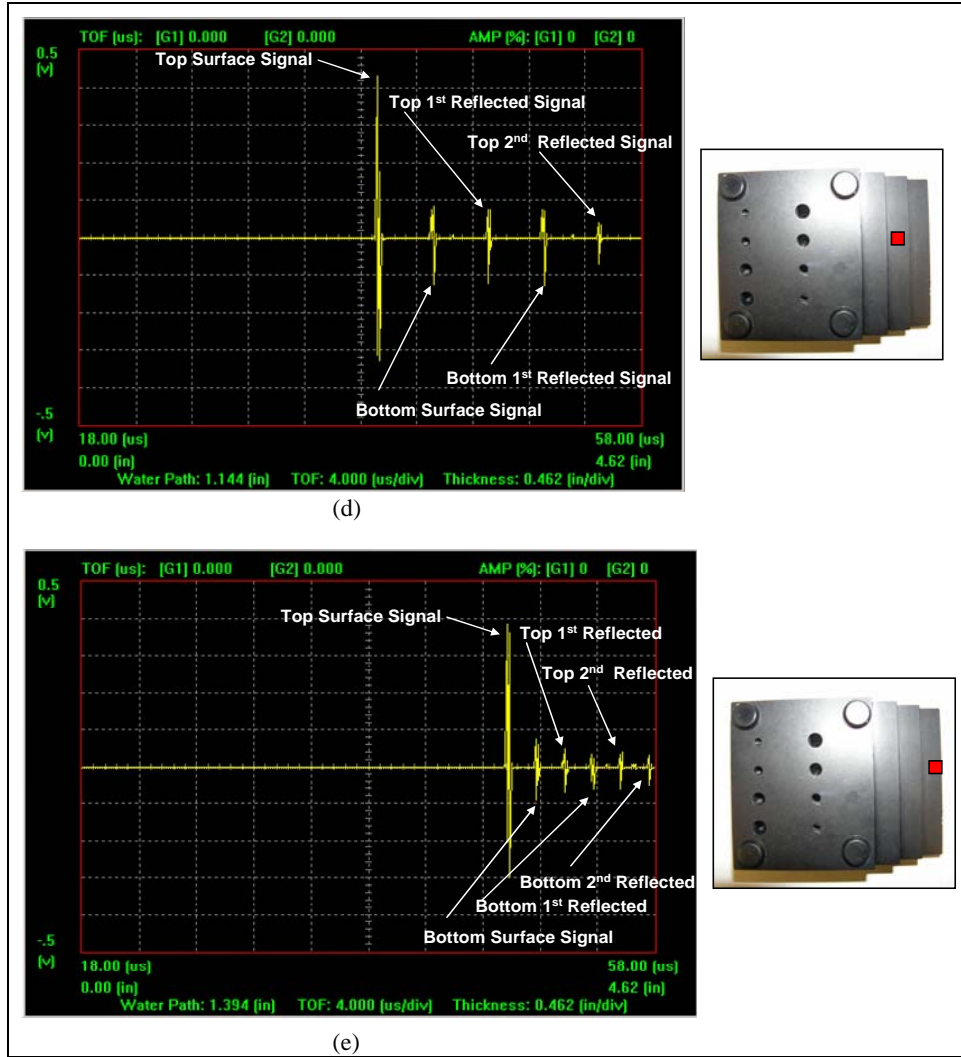 TOF (us): [G1] 0.000 [G2] 0.000 AMP (%): [G1] 0 [G2] 0
0.5
(v)
Top Surface Signal
Top 1st Reflected Signal
Top 2nd Reflected Signal
Bottom 1st Reflected Signal
Bottom Surface Signal
-.5
(v)
18.00 (us) 58.00 (us)
0.00 (in) 4.62 (in)
Water Path: 1.144 (in) TOF: 4.000 (us/div) Thickness: 0.462 (in/div)
(d)
TOF (us): [G1] 0.000 [G2] 0.000 AMP (%): [G1] 0 [G2] 0
0.5
(v)
Top Surface Signal
Top 1st Reflected
Top 2nd Reflected
Bottom 2nd Reflected
Bottom 1st Reflected
Bottom Surface Signal
-.5
(v)
18.00 (us) 58.00 (us)
0.00 (in) 4.62 (in)
Water Path: 1.394 (in) TOF: 4.000 (us/div) Thickness: 0.462 (in/div)
(e)